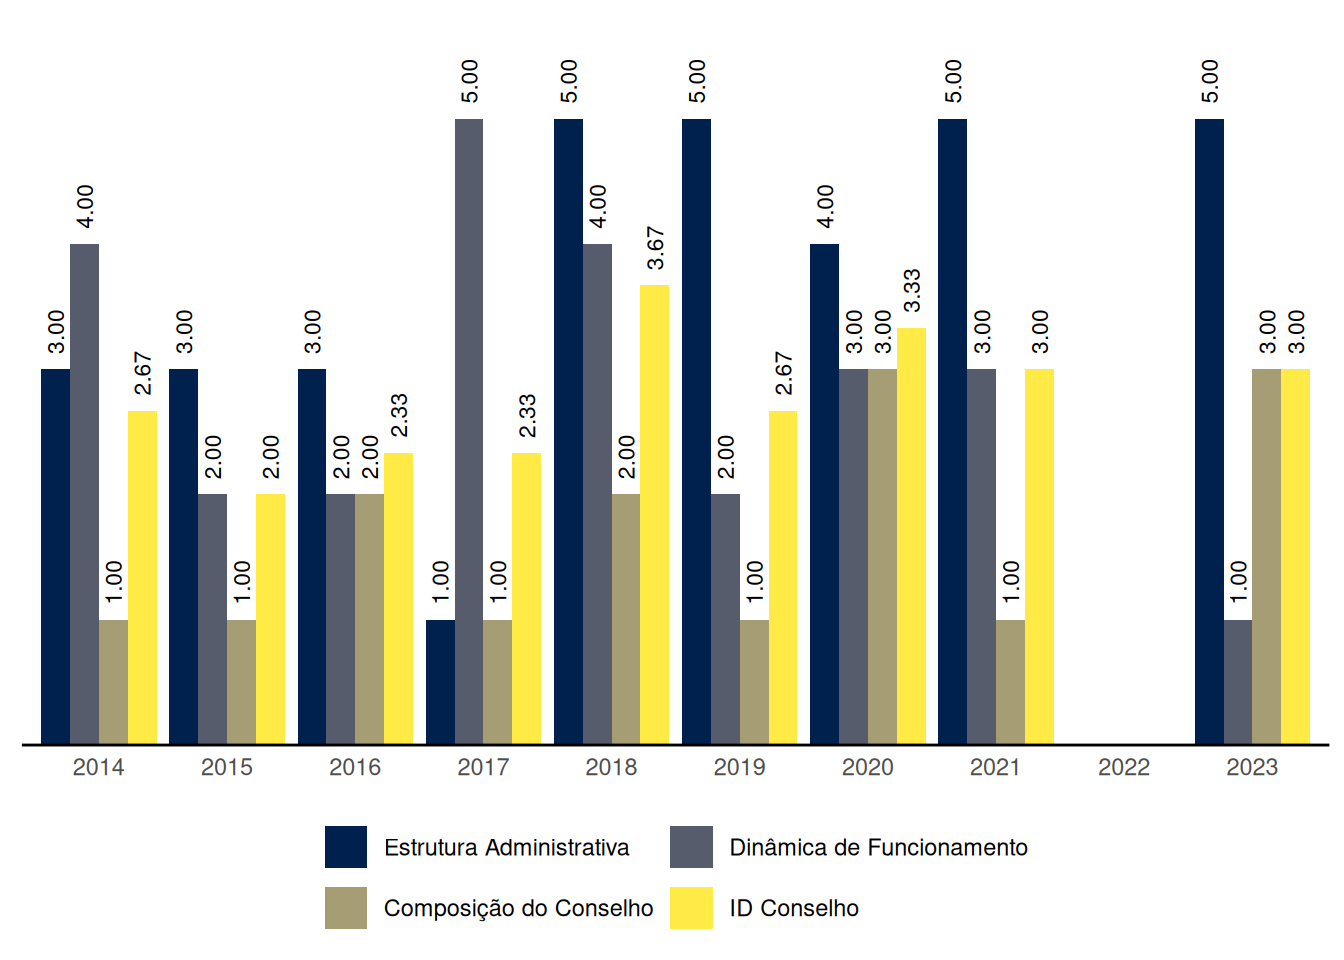 5.00 5.00 5.00 5.00 5.00
4.00 4.00 4.00
3.67
3.33
3.00 3.00 3.00 3.00 3.00 3.00 3.00 3.00 3.00
2.67 2.67
2.33 2.33
2.00 2.00 2.00 2.00 2.00 2.00
1.00 1.00 1.00 1.00 1.00 1.00 1.00
2014 2015 2016 2017 2018 2019 2020 2021 2022 2023
Estrutura Administrativa Dinâmica de Funcionamento
Composição do Conselho ID Conselho